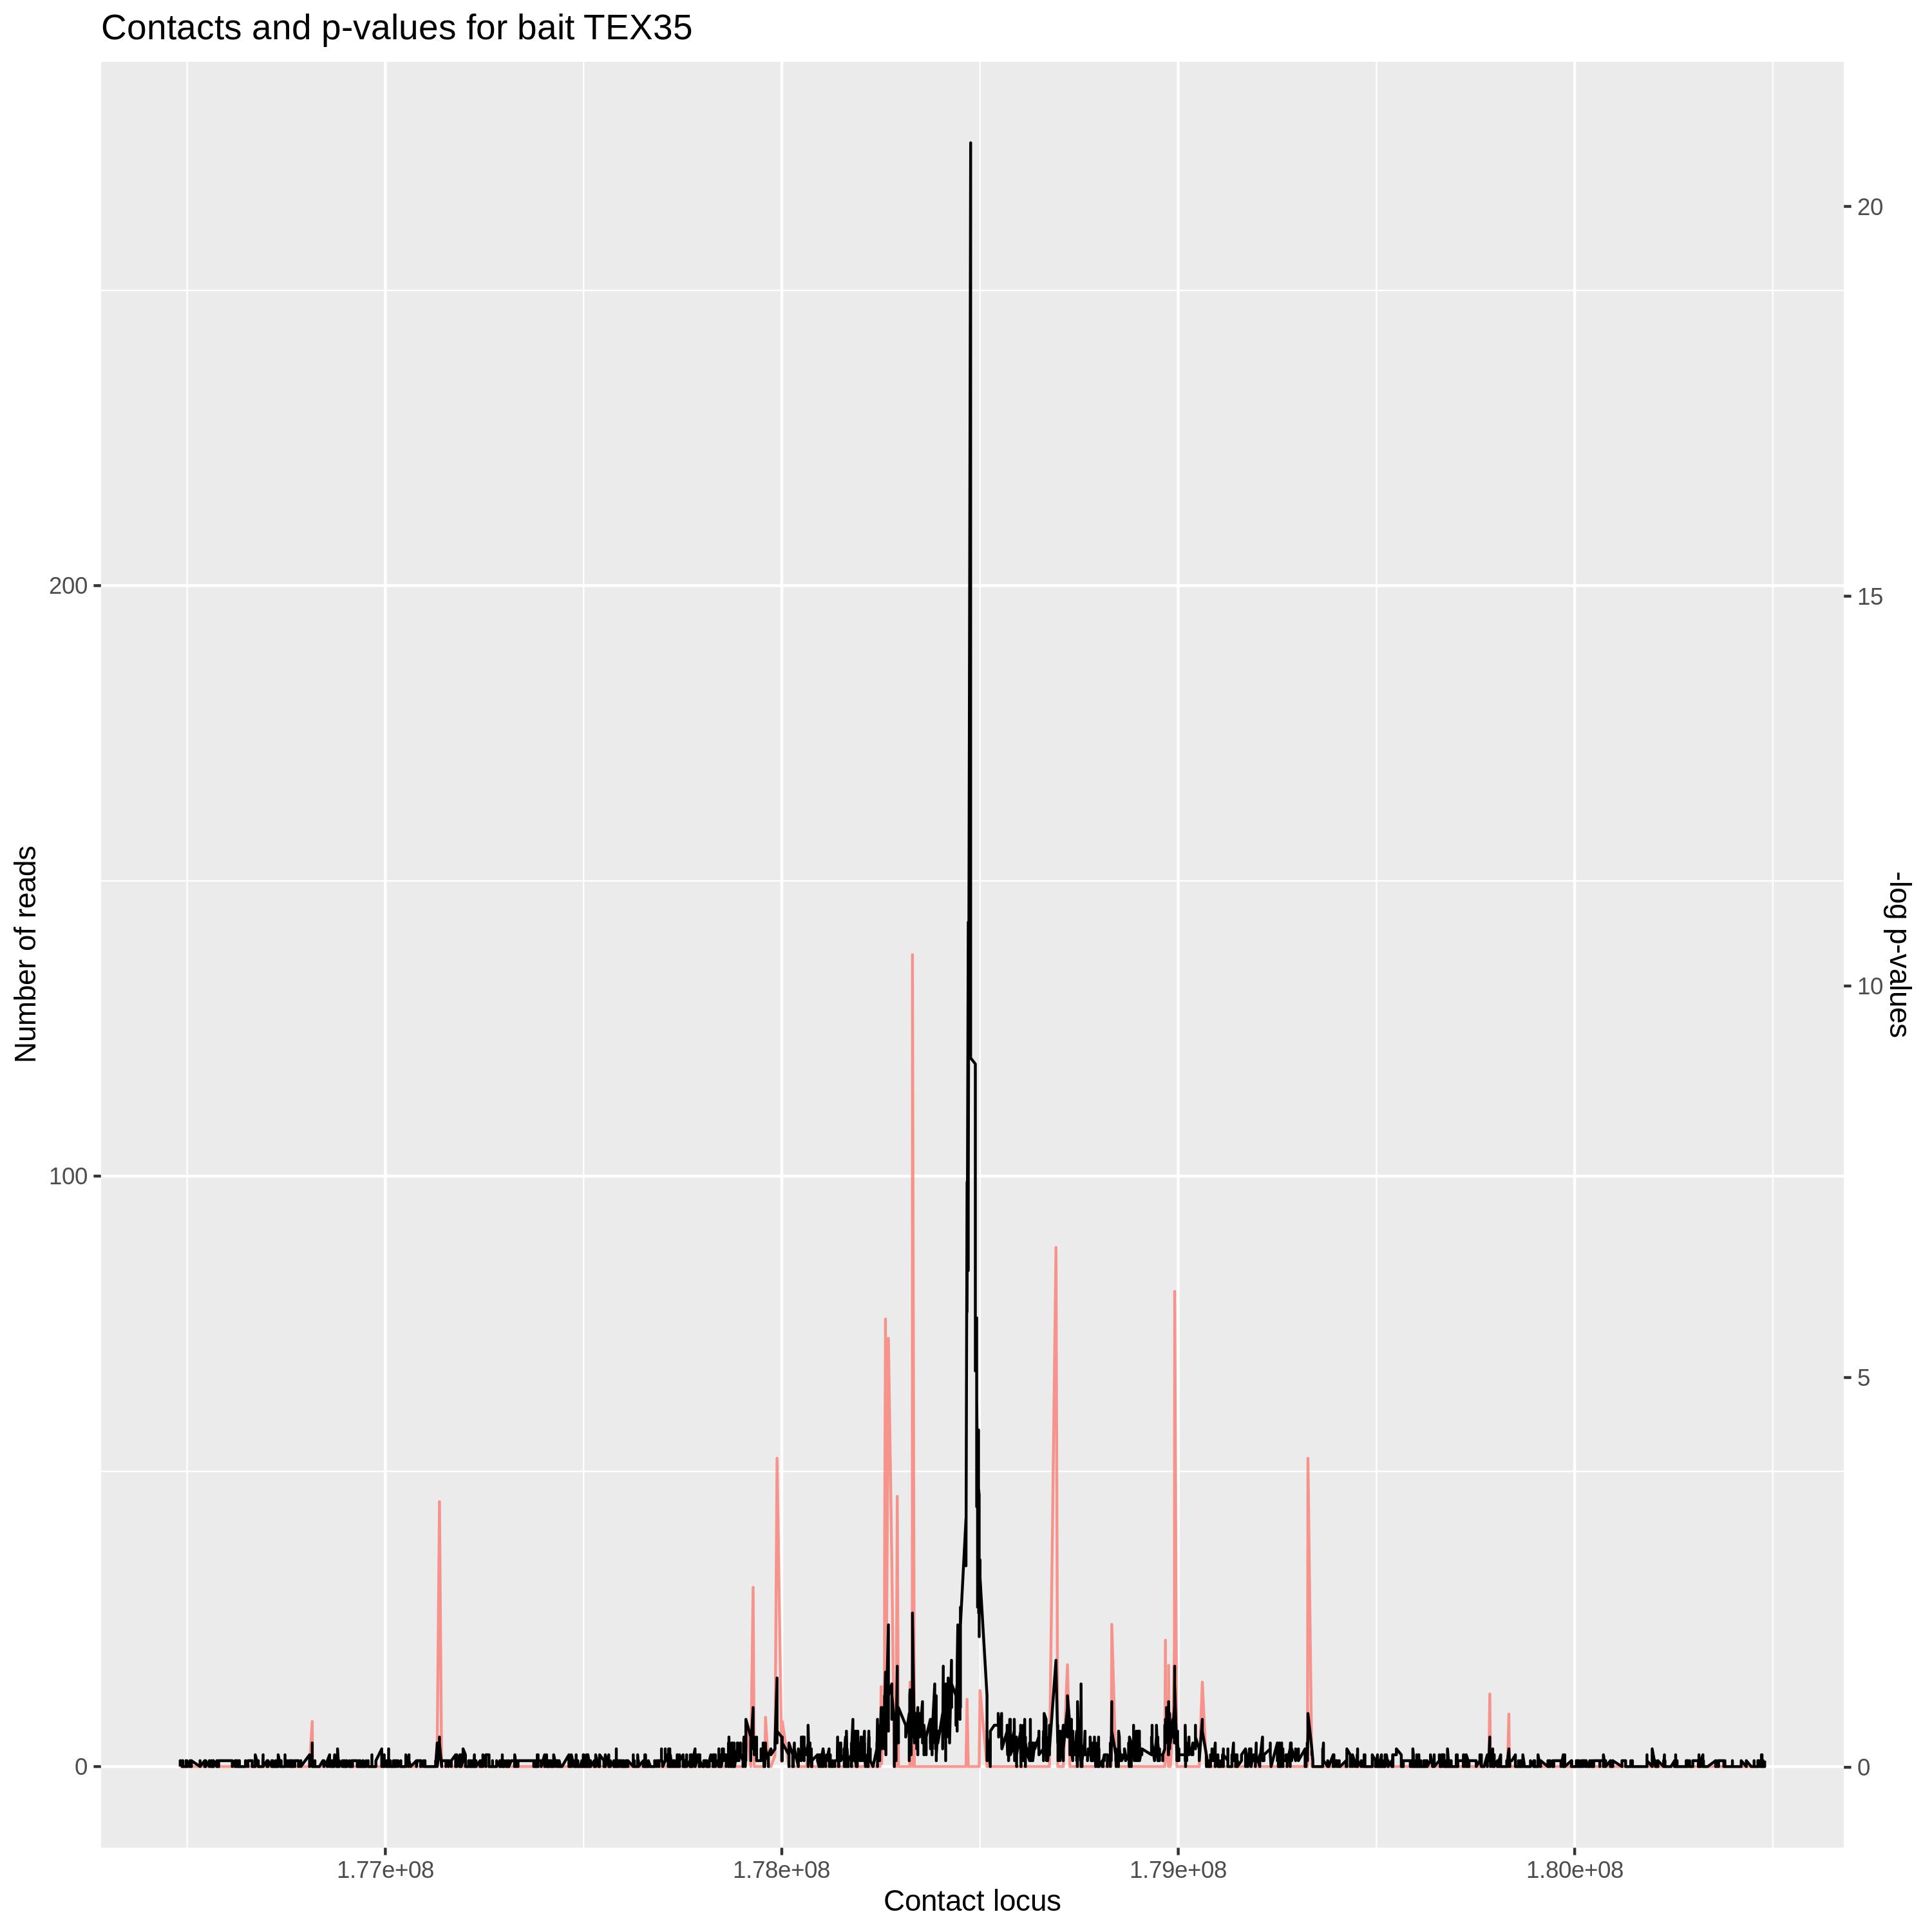 Contacts and p-values for bait TEX35
Number of reads
200
100
0
20
15
10
5
0
-log p-values
1.77e+08
1.78e+08
1.79e+08
1.80e+08
Contact locus